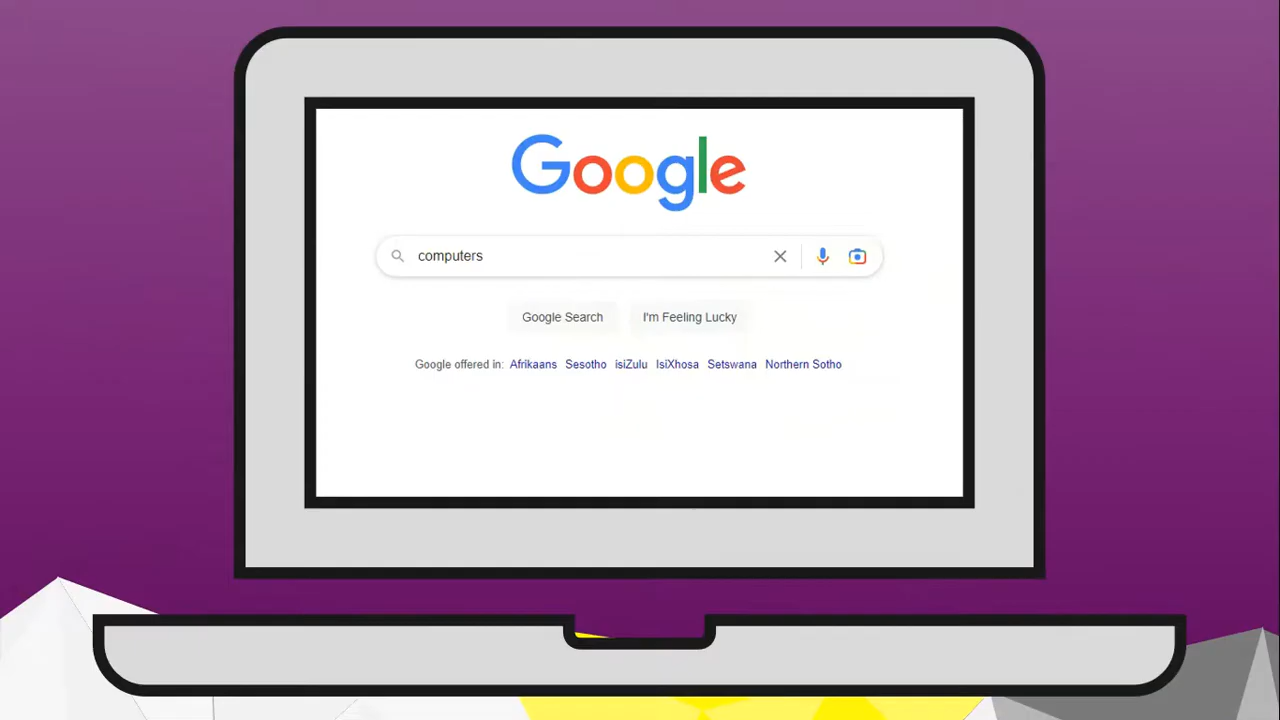 Google
computers
Google Search I'm Feeling Lucky
Google offered in: Afrikaans Sesotho isiZulu IsiXhosa Setswana Northern Sotho